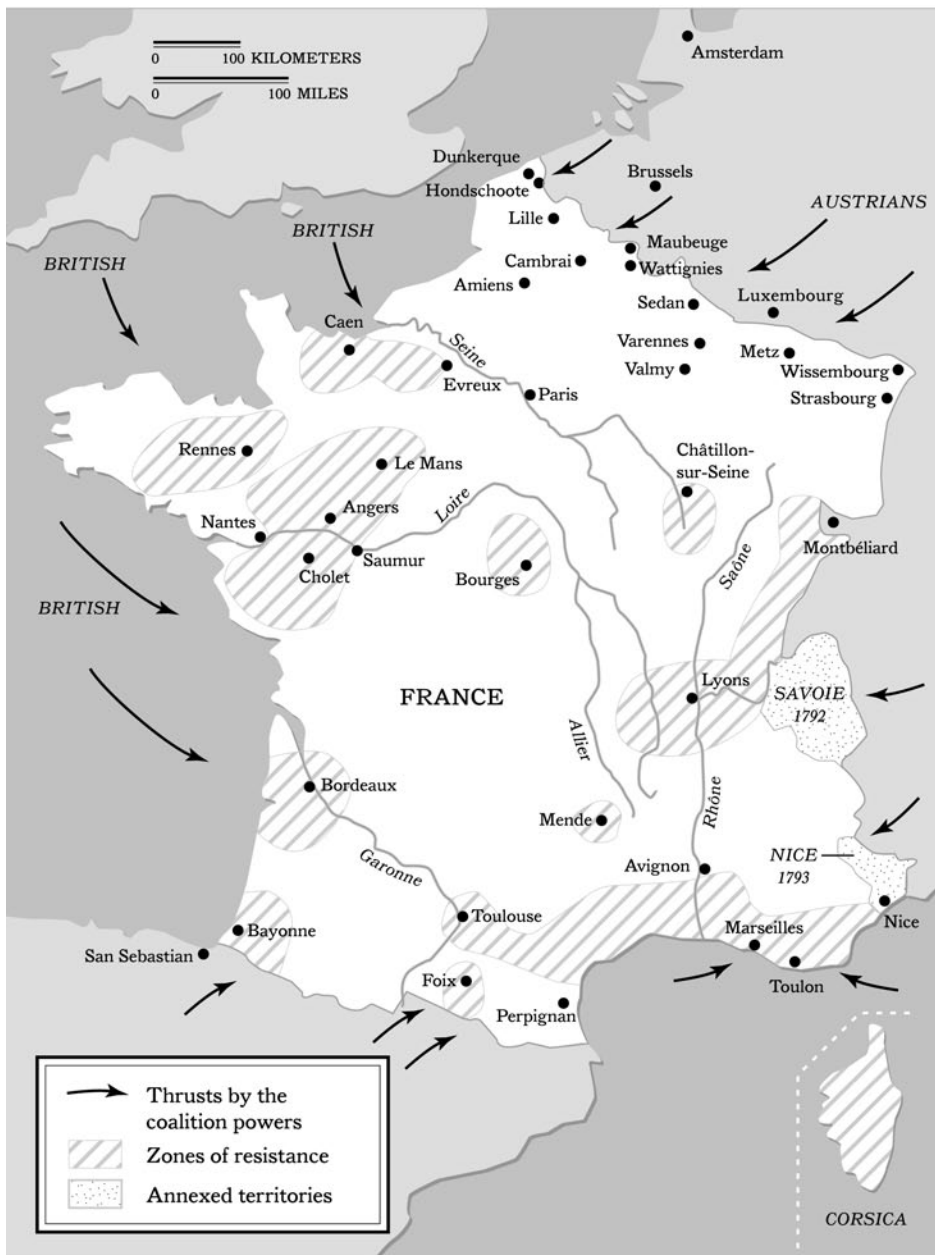 0 100 KILOMETERS
0 100 MILES
Amsterdam
Dunkerque
Hondschoote
Brussels
Lille
AUSTRIANS
BRITISH
BRITISH
Maubeuge
Cambrai
Wattignies
Amiens
Sedan
Luxembourg
Caen
Seine
Varennes
Metz
Valmy
Wissembourg
Evreux
Paris
Strasbourg
Rennes
Le Mans
Châtillon-
sur-Seine
Loire
Angers
Nantes
Saumur
Cholet
Bourges
Saône
Montbéliard
BRITISH
FRANCE
Lyons
SAVOIE
1792
Allier
Bordeaux
Rhône
Mende
Garonne
Avignon
NICE
1793
Toulouse
Bayonne
Marseilles
Nice
San Sebastian
Foix
Toulon
Perpignan
Thrusts by the
coalition powers
Zones of resistance
Annexed territories
CORSICA